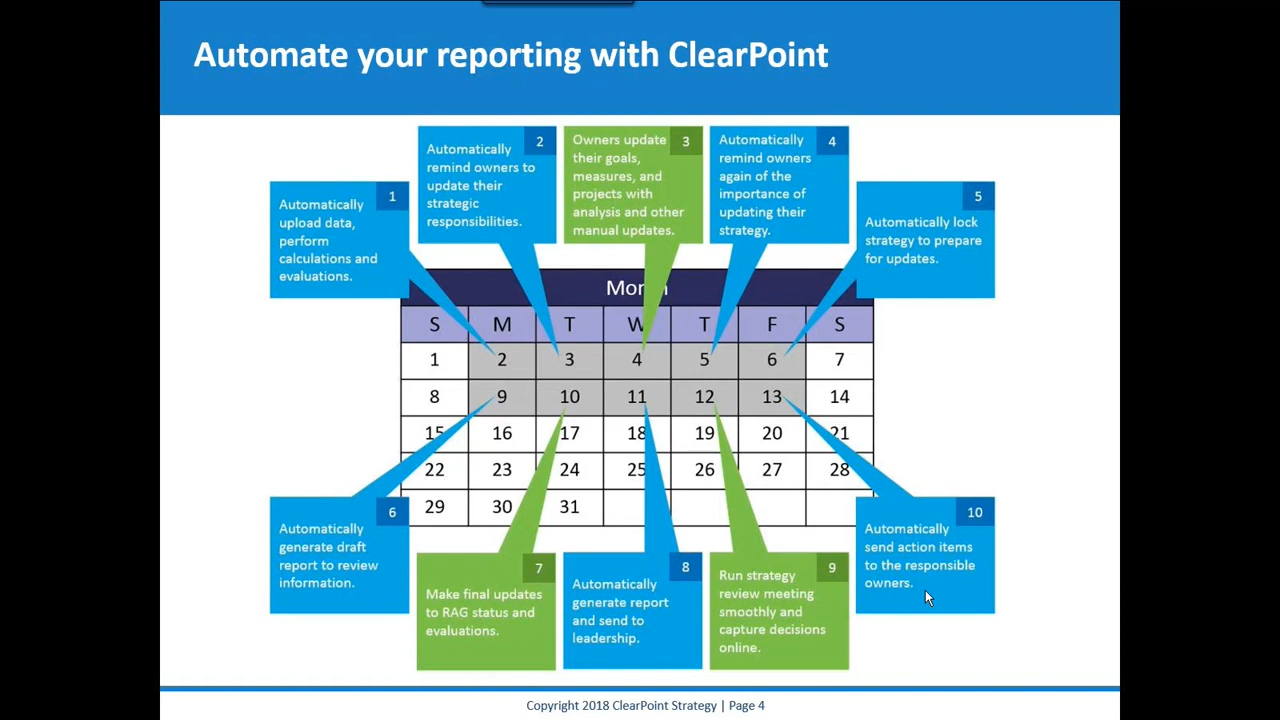 Automate your reporting with ClearPoint
1
Automatically
upload data,
perform
calculations and
evaluations.
2
Automatically
remind owners to
update their
strategic
responsibilities.
3
Owners update
their goals,
measures, and
projects with
analysis and other
manual updates.
4
Automatically
remind owners
again of the
importance of
updating their
strategy.
5
Automatically lock
strategy to prepare
for updates.
Month
S M T W T F S
1 2 3 4 5 6 7
8 9 10 11 12 13 14
15 16 17 18 19 20 21
22 23 24 25 26 27 28
29 30 31
6
Automatically
generate draft
report to review
information.
7
Make final updates
to RAG status and
evaluations.
8
Automatically
generate report
and send to
leadership.
9
Run strategy
review meeting
smoothly and
capture decisions
online.
10
Automatically
send action items
to the responsible
owners.
Copyright 2018 ClearPoint Strategy | Page 4